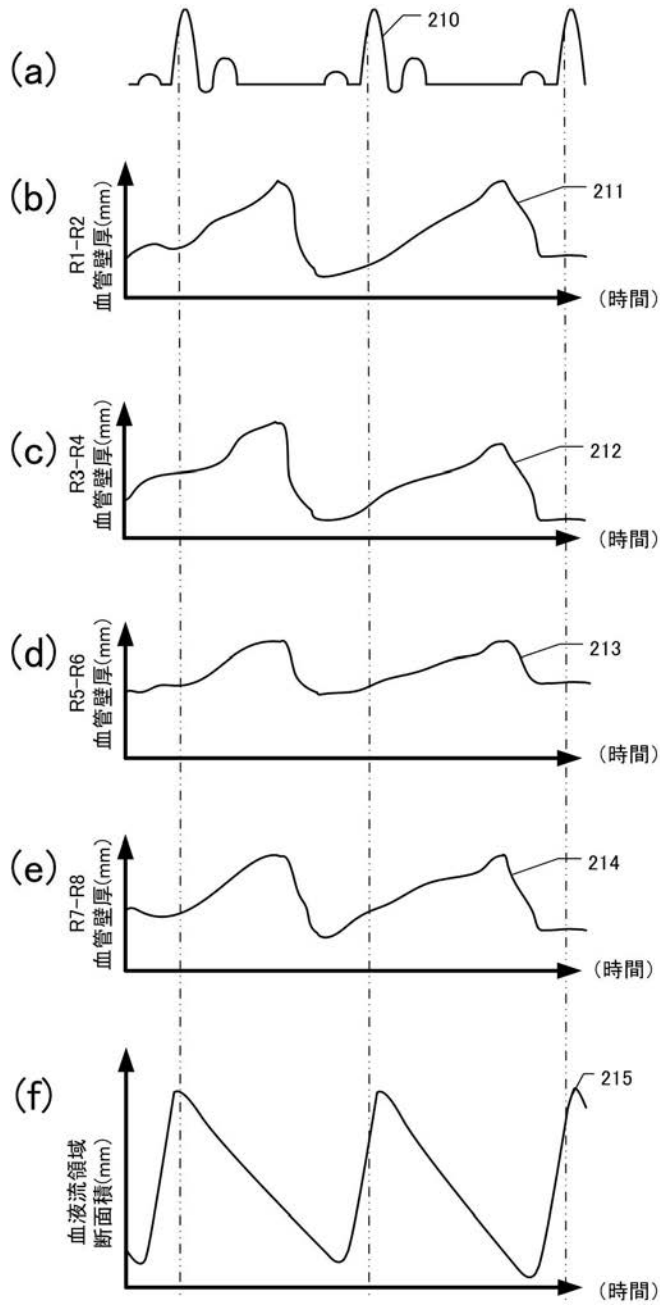 (a)
210
(b)
R1-R2
血管壁厚(mm)
211
(時間)
(c)
R3-R4
血管壁厚(mm)
212
(時間)
(d)
R5-R6
血管壁厚(mm)
213
(時間)
(e)
R7-R8
血管壁厚(mm)
214
(時間)
(f)
血液流領域
断面積(mm)
215
(時間)